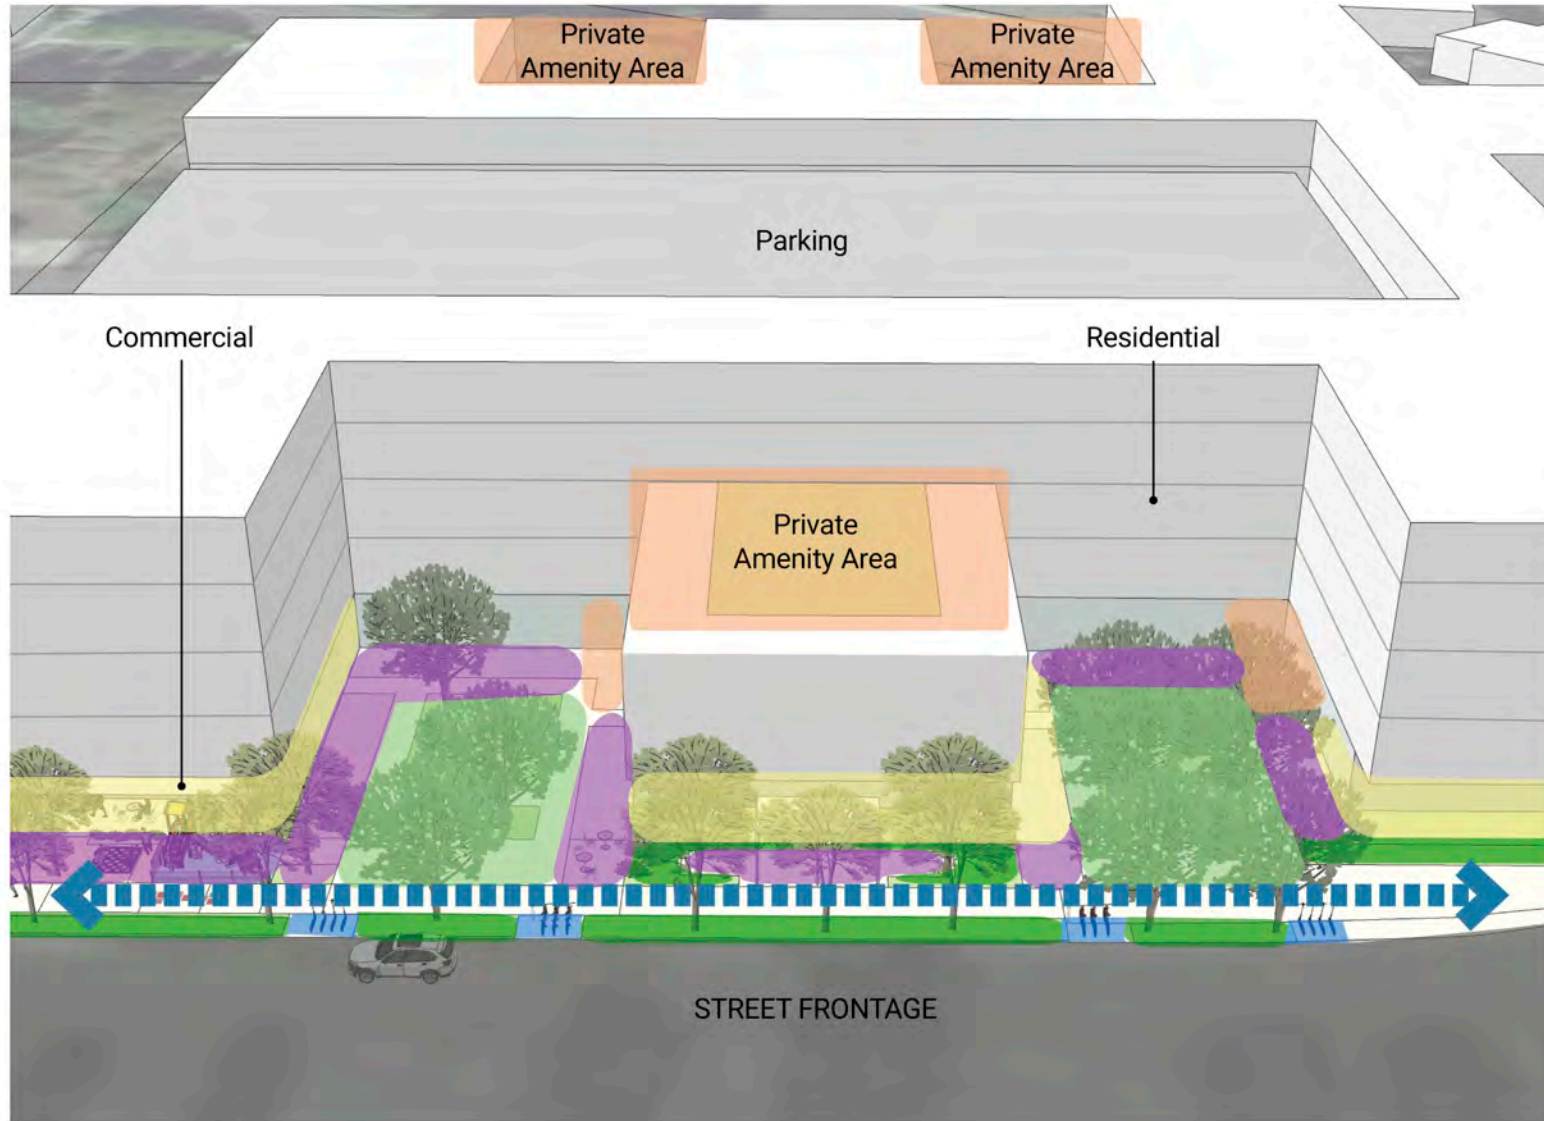 Private
Amenity Area
Private
Amenity Area
Parking
Commercial
Residential
Private
Amenity Area
STREET FRONTAGE